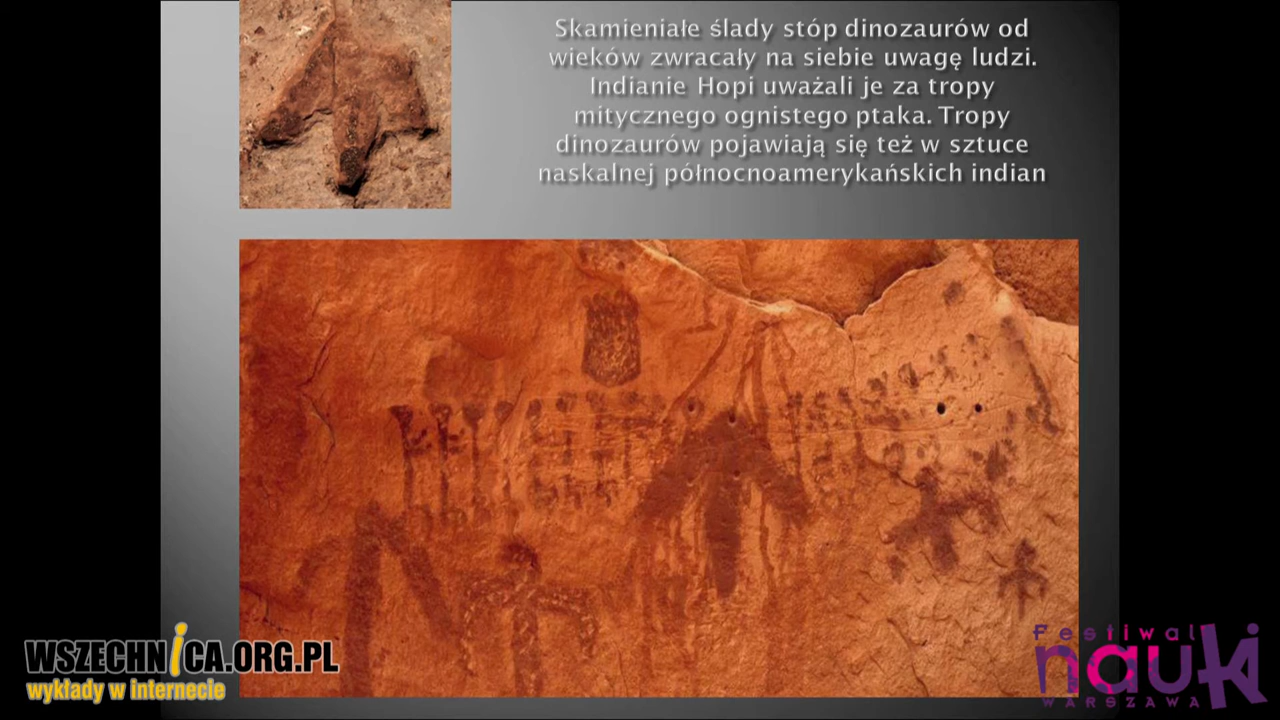 Skamieniałe ślady stóp dinozaurów od
wieków zwracały na siebie uwagę ludzi.
Indianie Hopi uważali je za tropy
mitycznego ognistego ptaka. Tropy
dinozaurów pojawiają się też w sztuce
naskalnej północnoamerykańskich indian
WSZECHNiCA.ORG.PL
wykłady w internecie
Festiwal
nauki
WARSZAWA